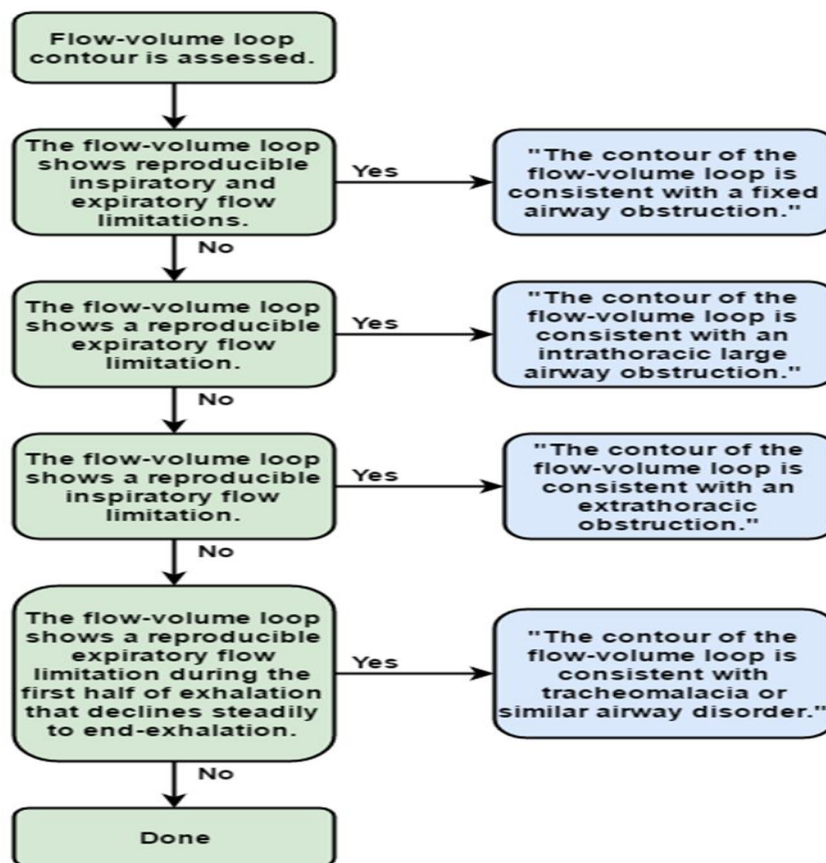 Flow-volume loop
contour is assessed.
The flow-volume loop
shows reproducible
inspiratory and
expiratory flow
limitations.
Yes
"The contour of the
flow-volume loop is
consistent with a fixed
airway obstruction."
No
The flow-volume loop
shows a reproducible
expiratory flow
limitation.
Yes
"The contour of the
flow-volume loop is
consistent with an
intrathoracic large
airway obstruction."
No
The flow-volume loop
shows a reproducible
inspiratory flow
limitation.
Yes
"The contour of the
flow-volume loop is
consistent with an
extrathoracic
obstruction."
No
The flow-volume loop
shows a reproducible
expiratory flow
limitation during the
first half of exhalation
that declines steadily
to end-exhalation.
Yes
"The contour of the
flow-volume loop is
consistent with
tracheomalacia or
similar airway disorder."
No
Done